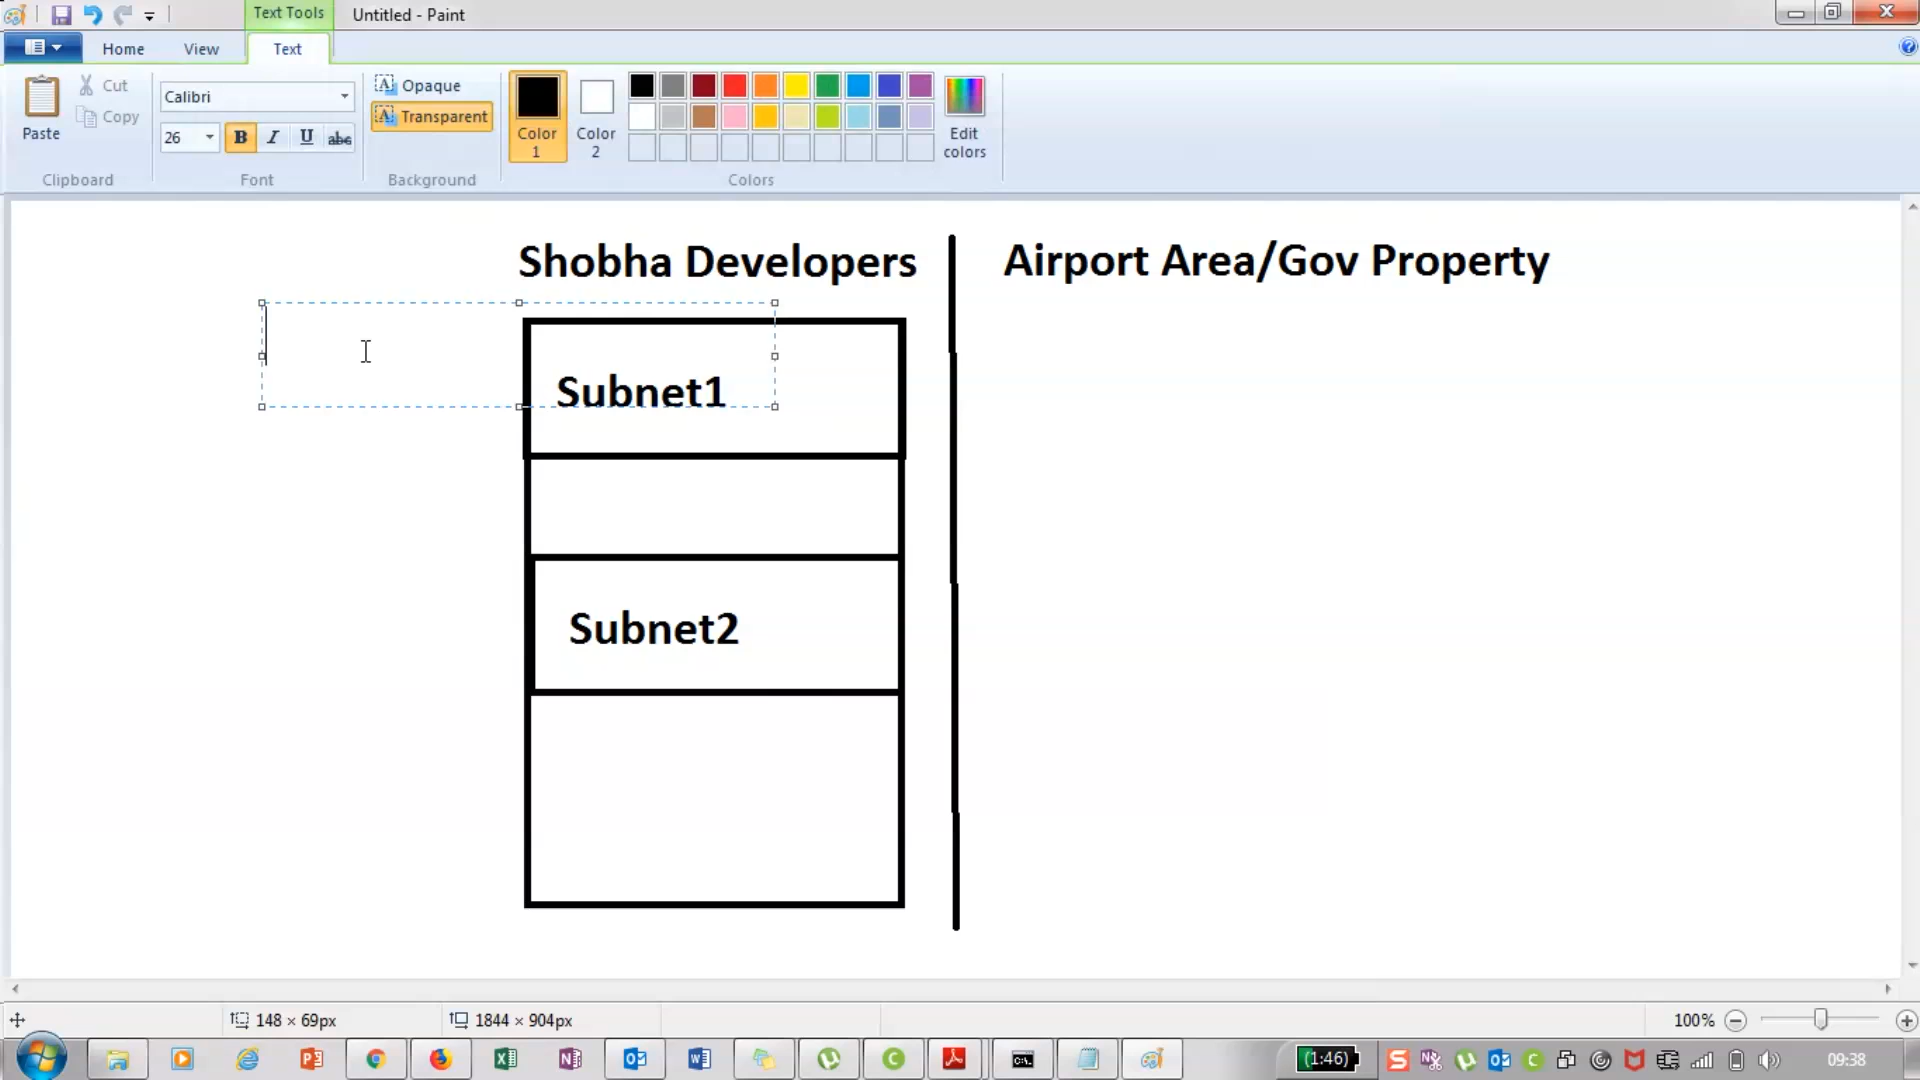 Text Tools
Untitled - Paint
Home
View
Text
Paste
Cut
Copy
Clipboard
Calibri
26
B
I
U
abc
Font
Opaque
Transparent
Background
Color
1
Color
2
Edit
colors
Colors
Shobha Developers
Airport Area/Gov Property
Subnet1
Subnet2
148 × 69px
1844 × 904px
100%
(1:46)
09:38